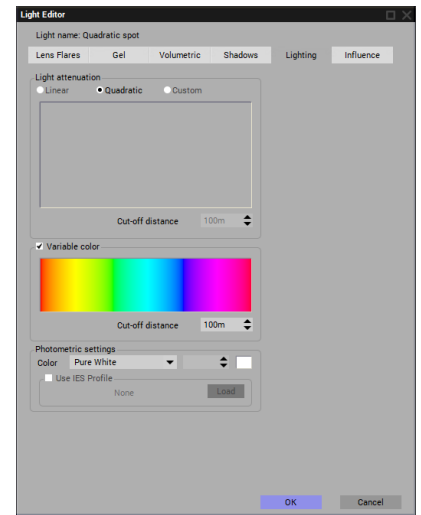 Light Editor
Light name: Quadratic spot
Lens Flares Gel Volumetric Shadows Lighting Influence
Light attenuation
Linear Quadratic Custom
Cut-off distance 100m
Variable color
Cut-off distance 100m
Photometric settings
Color Pure White
Use IES Profile
None Load
OK Cancel